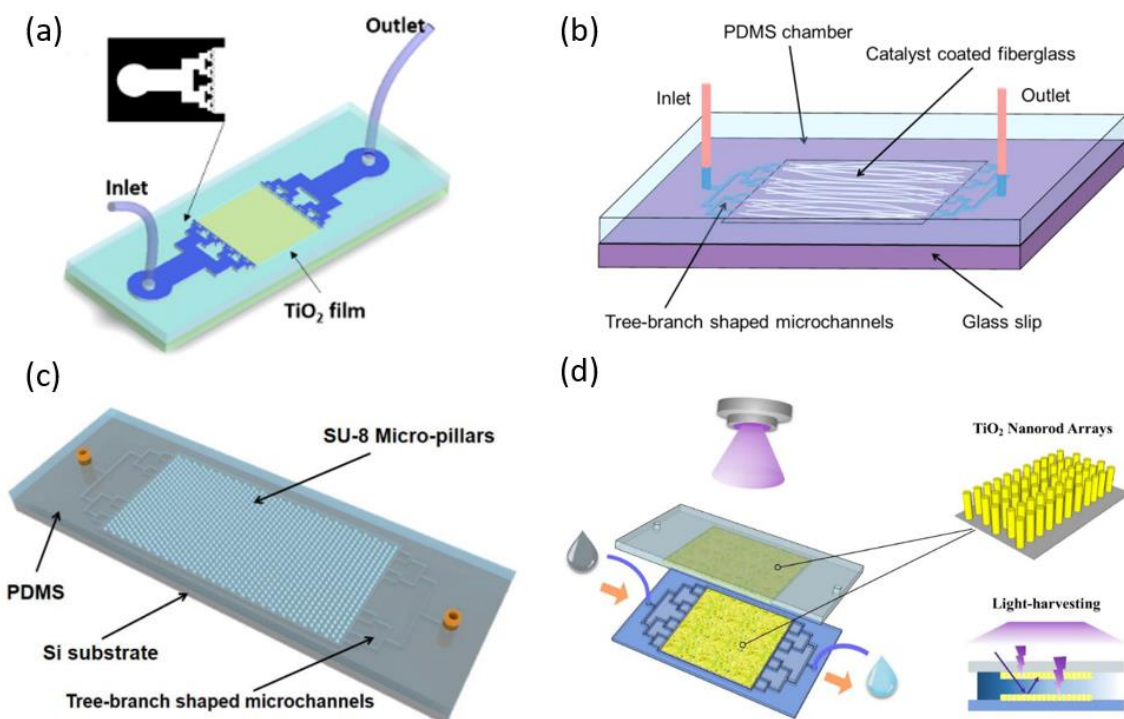 (a)
Outlet
Inlet
TiO₂ film
(b)
PDMS chamber
Catalyst coated fiberglass
Inlet
Outlet
Tree-branch shaped microchannels
Glass slip
(c)
SU-8 Micro-pillars
PDMS
Si substrate
Tree-branch shaped microchannels
(d)
TiO₂ Nanorod Arrays
Light-harvesting